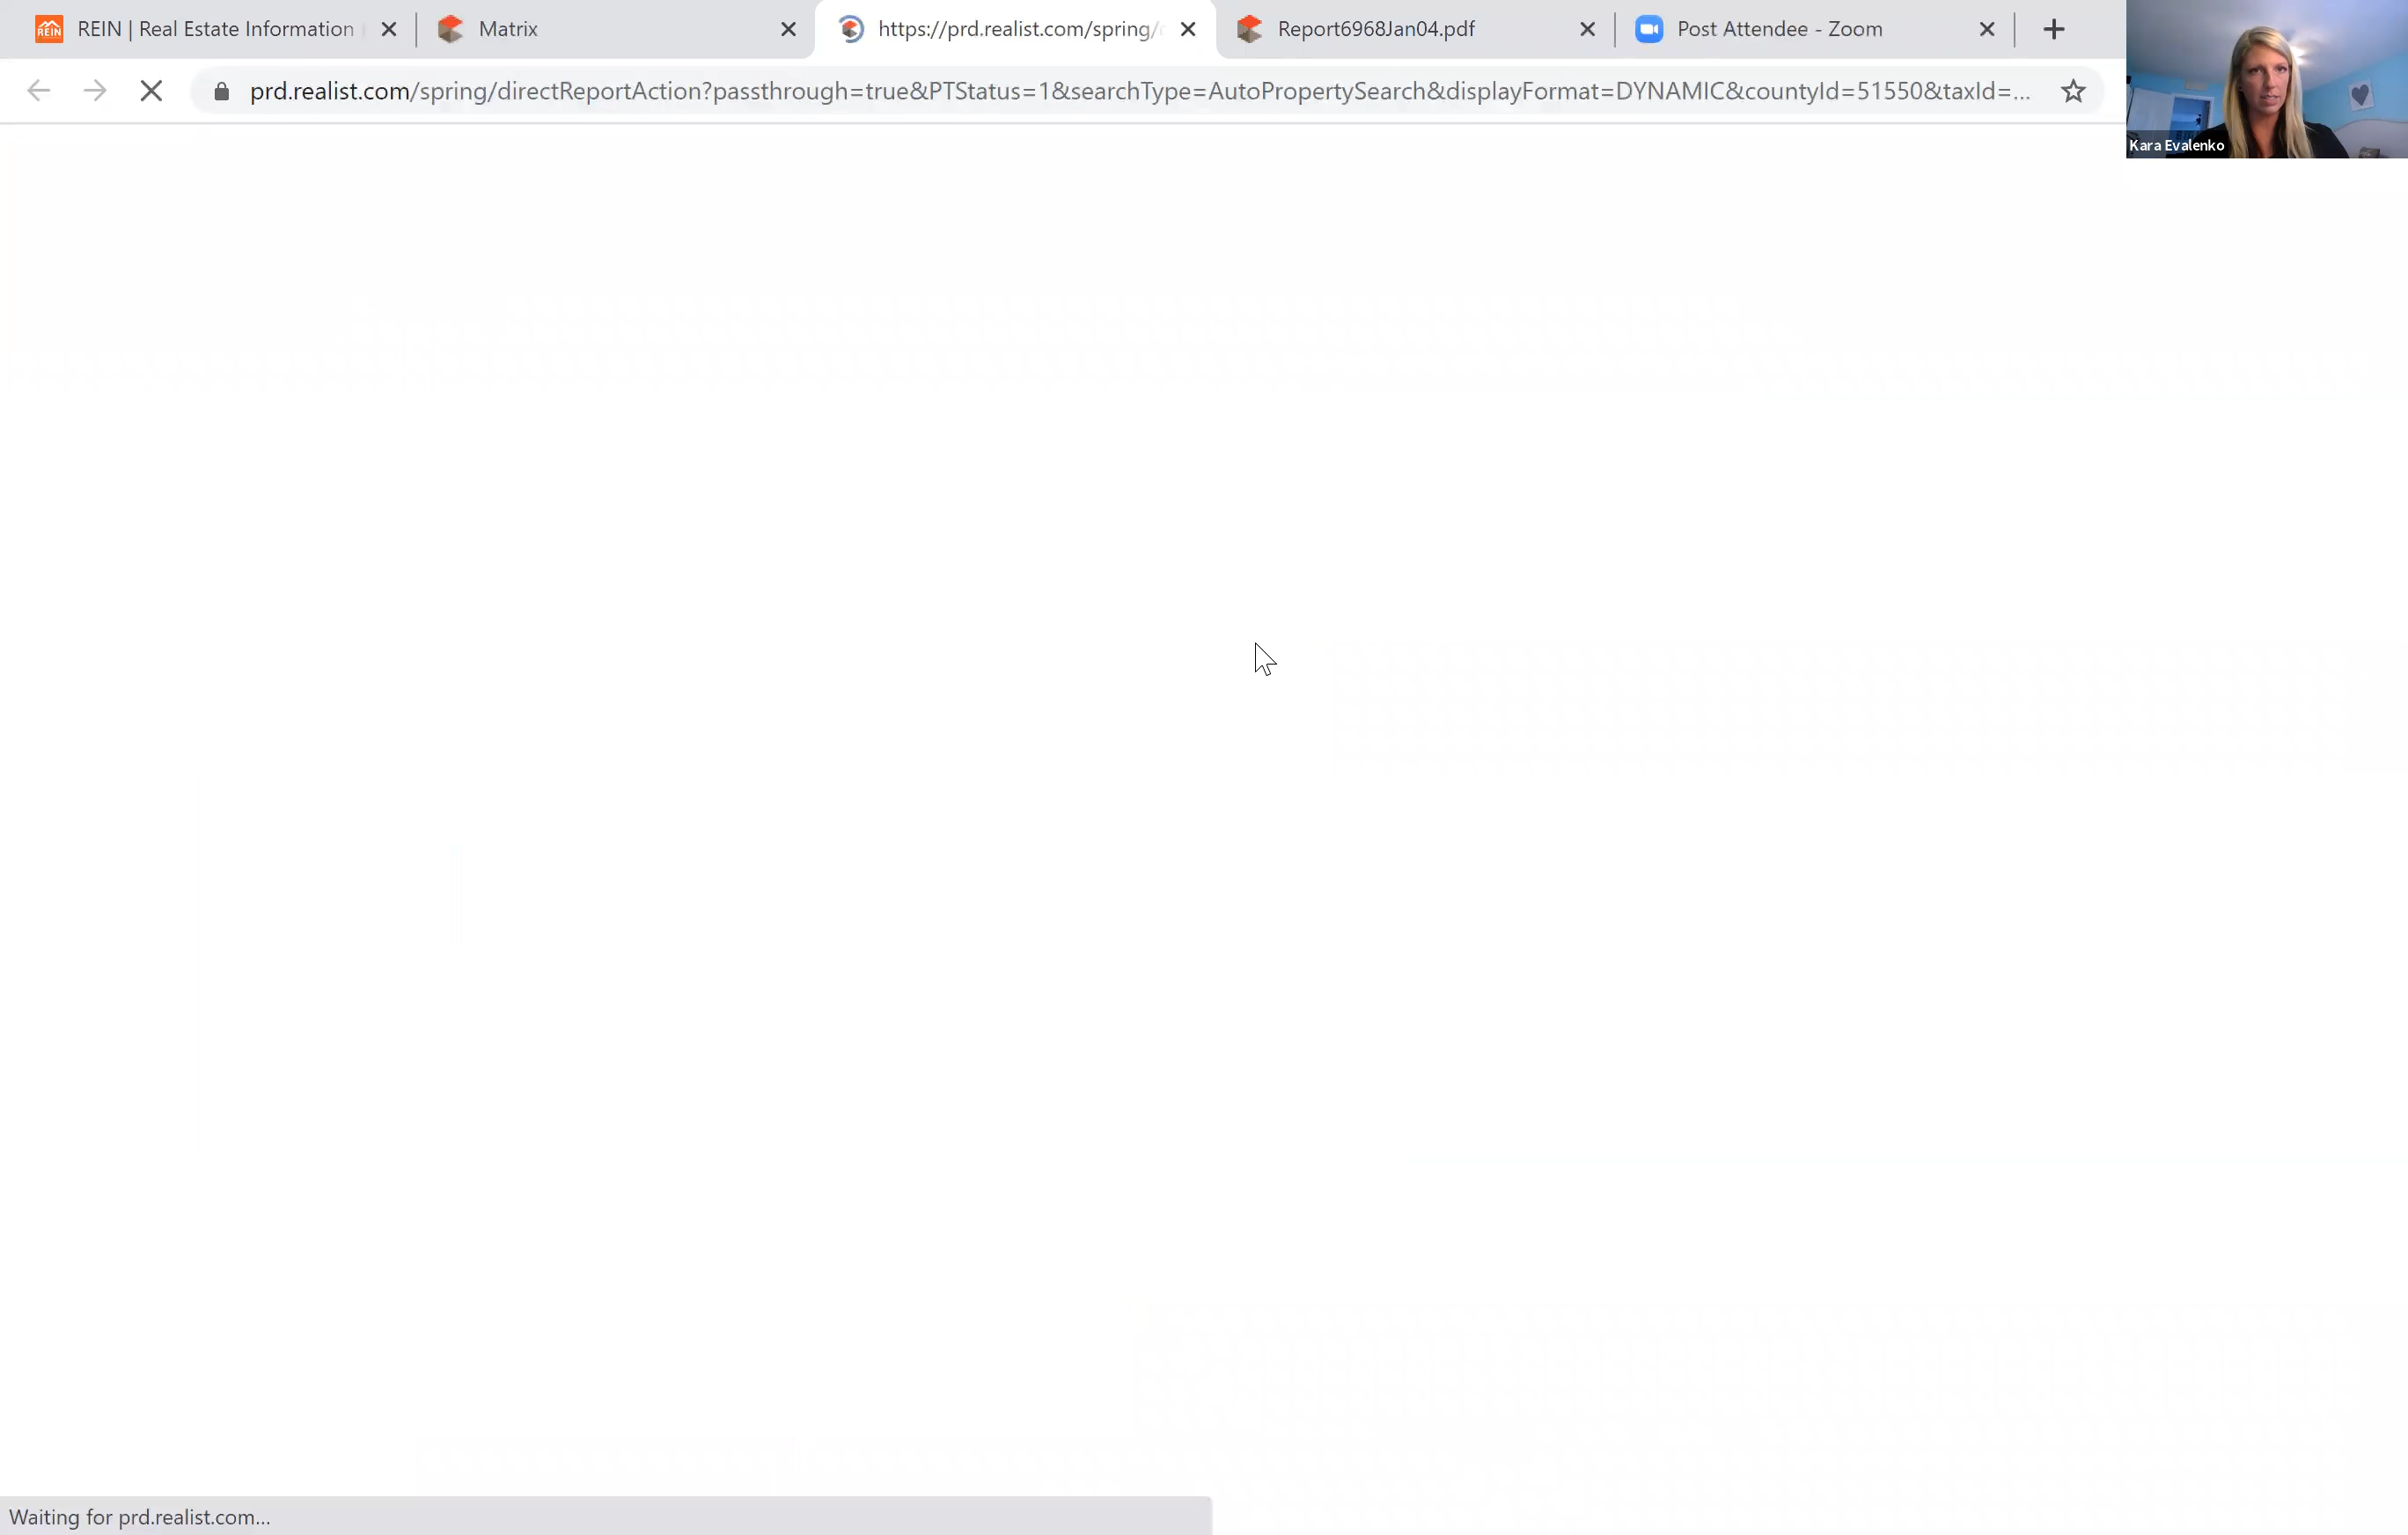 REIN | Real Estate Information
Matrix
https://prd.realist.com/spring/
Report6968Jan04.pdf
Post Attendee - Zoom
prd.realist.com/spring/directReportAction?passthrough=true&PTStatus=1&searchType=AutoPropertySearch&displayFormat=DYNAMIC&countyId=51550&taxId=...
Kara Evalenko
Waiting for prd.realist.com...